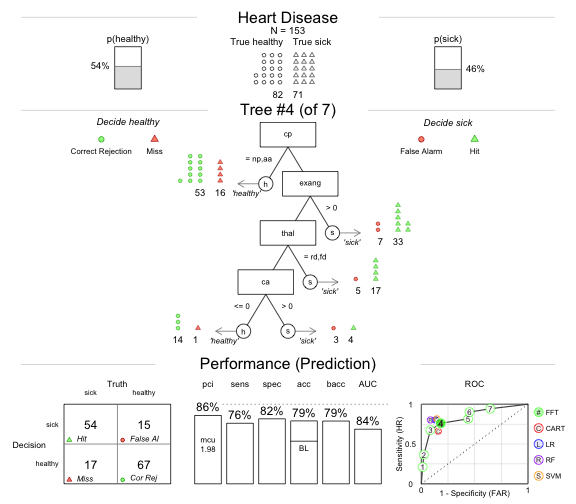 Heart Disease
N = 153
p(healthy)
True healthy True sick
p(sick)
54%
46%
82 71
Tree #4 (of 7)
Decide healthy
Decide sick
Correct Rejection Miss
False Alarm Hit
cp
= np,aa
exang
h
'healthy'
53 16
> 0
thal
s
'sick'
7 33
= rd,fd
ca
s
'sick'
5 17
<= 0 > 0
14 1
'healthy'
h
s
'sick'
3 4
Performance (Prediction)
Truth
sick healthy
pci sens spec acc bacc AUC
ROC
86% 76% 82% 79% 79% 84%
mcu
1.98
BL
Decision
sick
54 15
Hit False Al
healthy
17 67
Miss Cor Rej
Sensitivity (HR)
1
0
0 1
1 - Specificity (FAR)
1
2
3
4
5
6
7
# FFT
C CART
L LR
R RF
S SVM